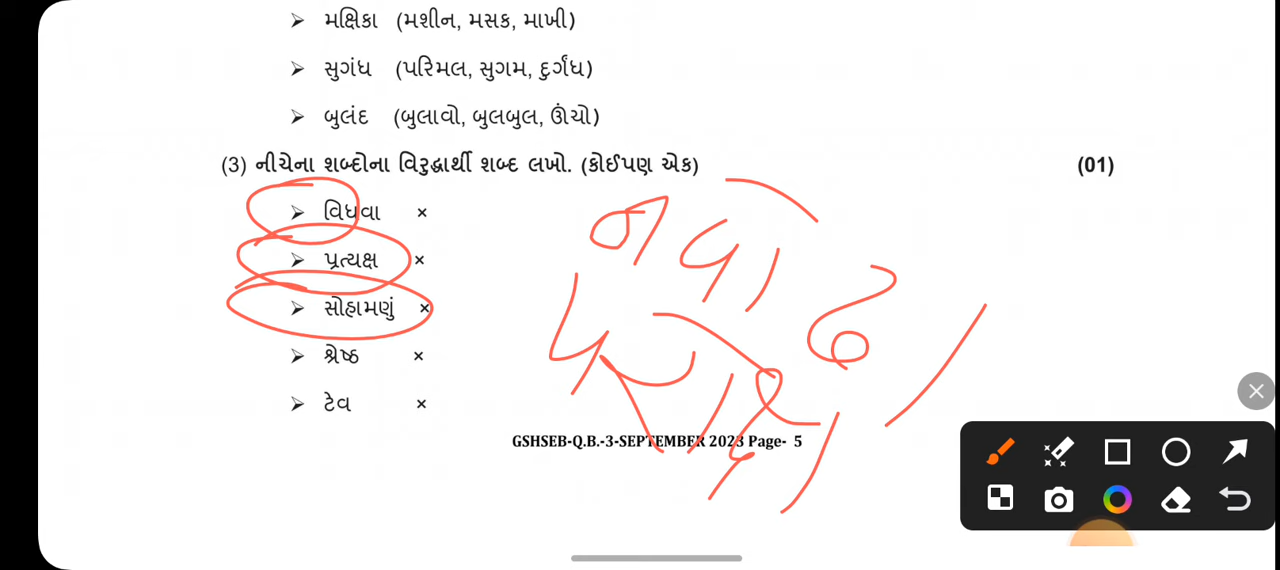 ➢ મક્ષિકા (મશીન, મસક, માખી)
➢ સુગંધ (પરિમલ, સુગમ, દુર્ગંધ)
➢ બુલંદ (બુલાવો, બુલબુલ, ઊંચો)
(3) નીચેના શબ્દોના વિરુદ્ધાર્થી શબ્દ લખો. (કોઈપણ એક) (01)
➢ વિધવા ×
➢ પ્રત્યક્ષ ×
➢ સોહામણું ×
➢ શ્રેષ્ઠ ×
➢ ટેવ ×
GSHSEB-Q.B.-3-SEPTEMBER 2023 Page- 5